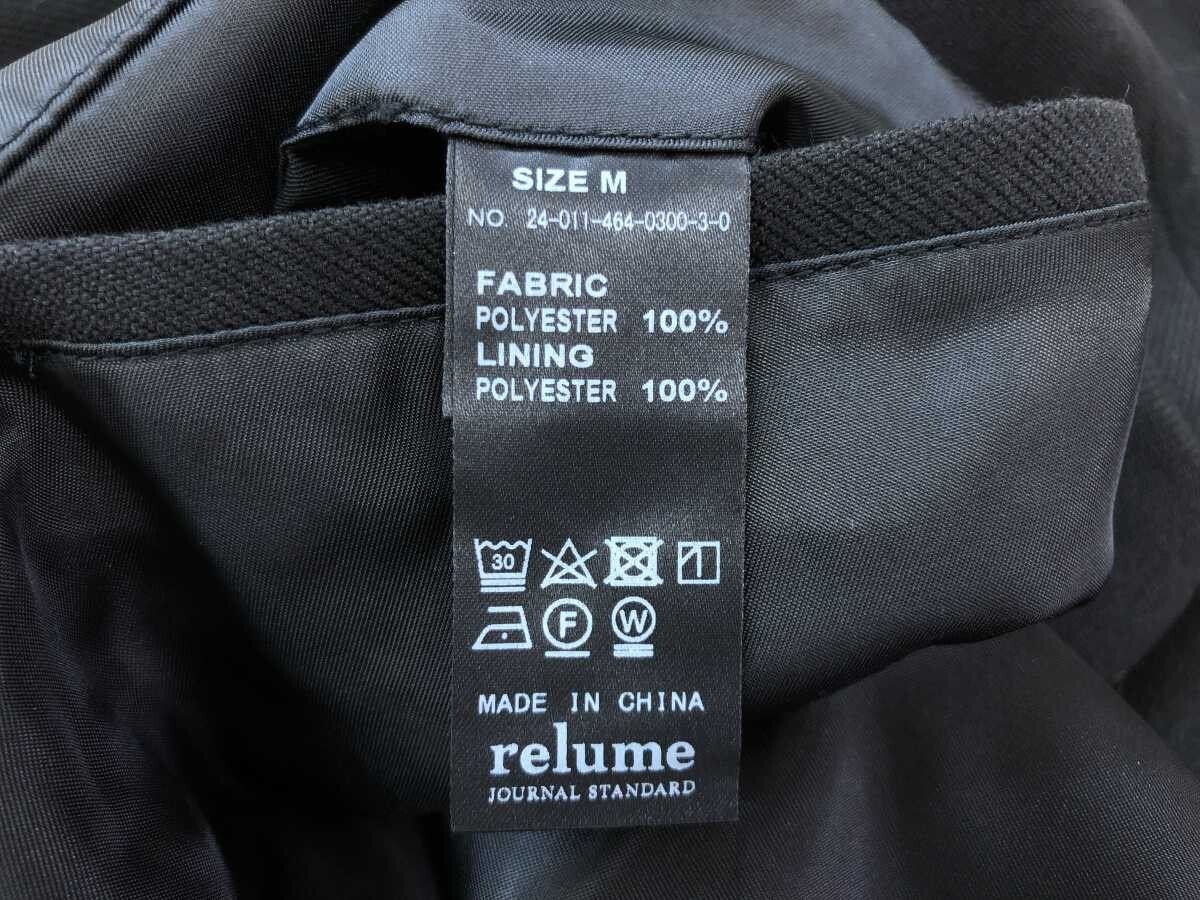 SIZE M
NO. 24-011-464-0300-3-0
FABRIC
POLYESTER 100%
LINING
POLYESTER 100%
30
F W
MADE IN CHINA
relume
JOURNAL STANDARD